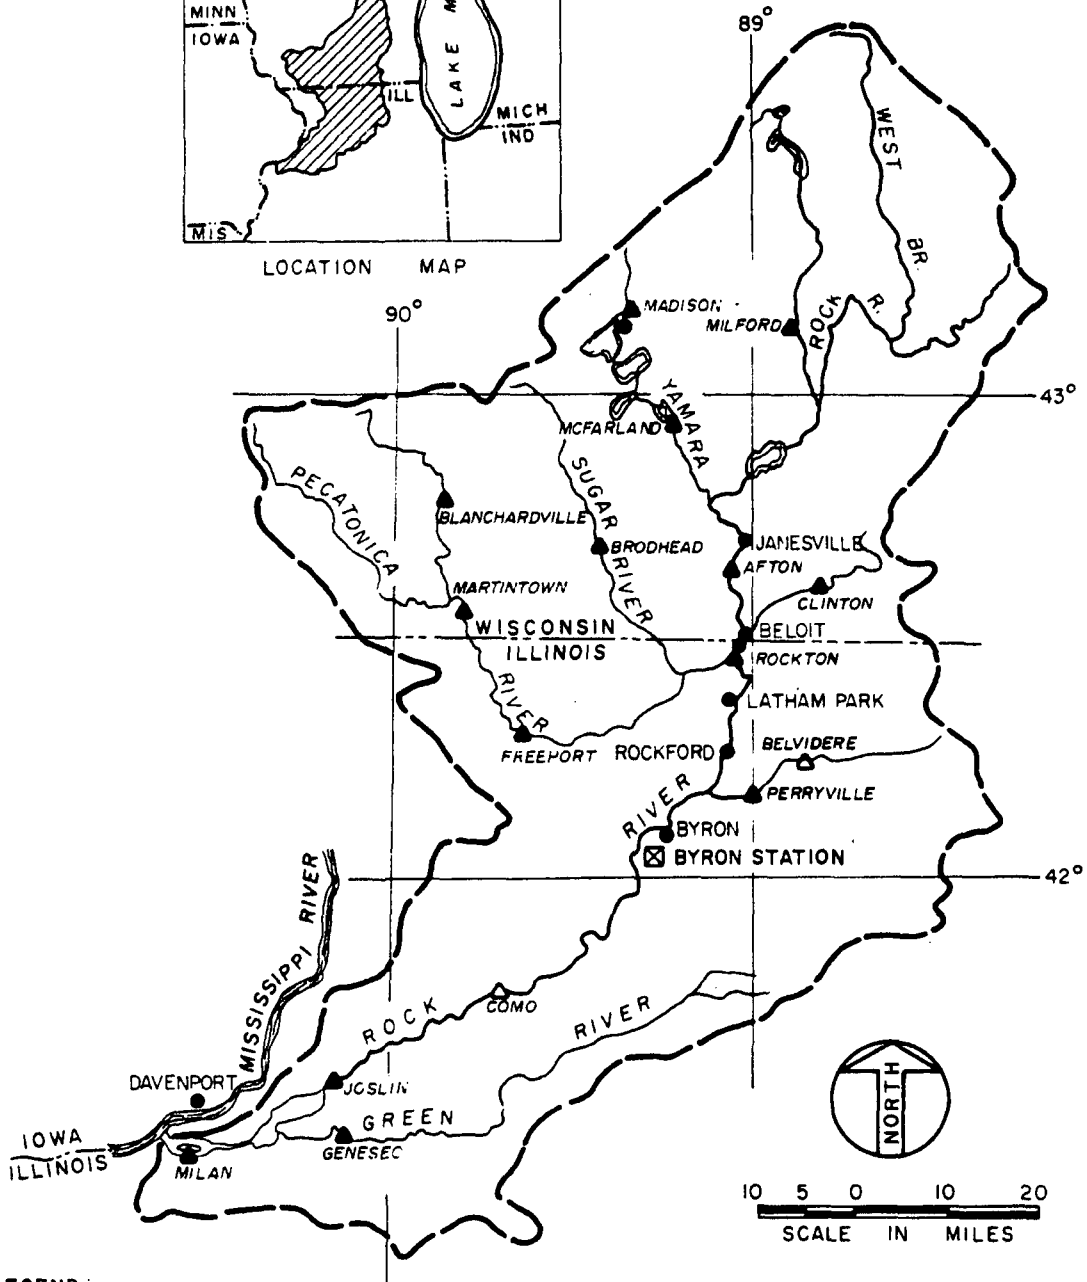 MINN
IOWA
ILL
LAKE M
MICH
IND
MIS
LOCATION MAP
89°
WEST BR.
90°
MADISON
MILFORD
ROCK R.
43°
YAMARA
MCFARLAND
PECATONICA
SUGAR RIVER
BLANCHARDVILLE
BRODHEAD
JANESVILLE
AFTON
CLINTON
MARTINTOWN
WISCONSIN
ILLINOIS
BELOIT
ROCKTON
RIVER
LATHAM PARK
FREEPORT
ROCKFORD
BELVIDERE
PERRYVILLE
RIVER
BYRON
BYRON STATION
42°
MISSISSIPPI RIVER
ROCK
COMO
RIVER
DAVENPORT
JOSLIN
GREEN
GENESEC
IOWA
ILLINOIS
MILAN
NORTH
10 5 0 10 20
SCALE IN MILES